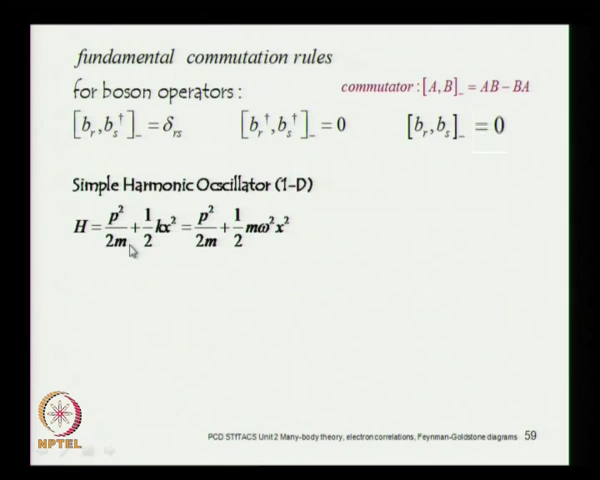 fundamental commutation rules
for boson operators :
commutator : [A, B]_ = AB − BA
[b_r, b_s^†]_ = δ_rs [b_r^†, b_s^†]_ = 0 [b_r, b_s]_ = 0
Simple Harmonic Ocscillator (1-D)
H = p²/2m + 1/2 kx² = p²/2m + 1/2 mω²x²
NPTEL
PCD STiTACS Unit 2 Many-body theory, electron correlations, Feynman-Goldstone diagrams 59